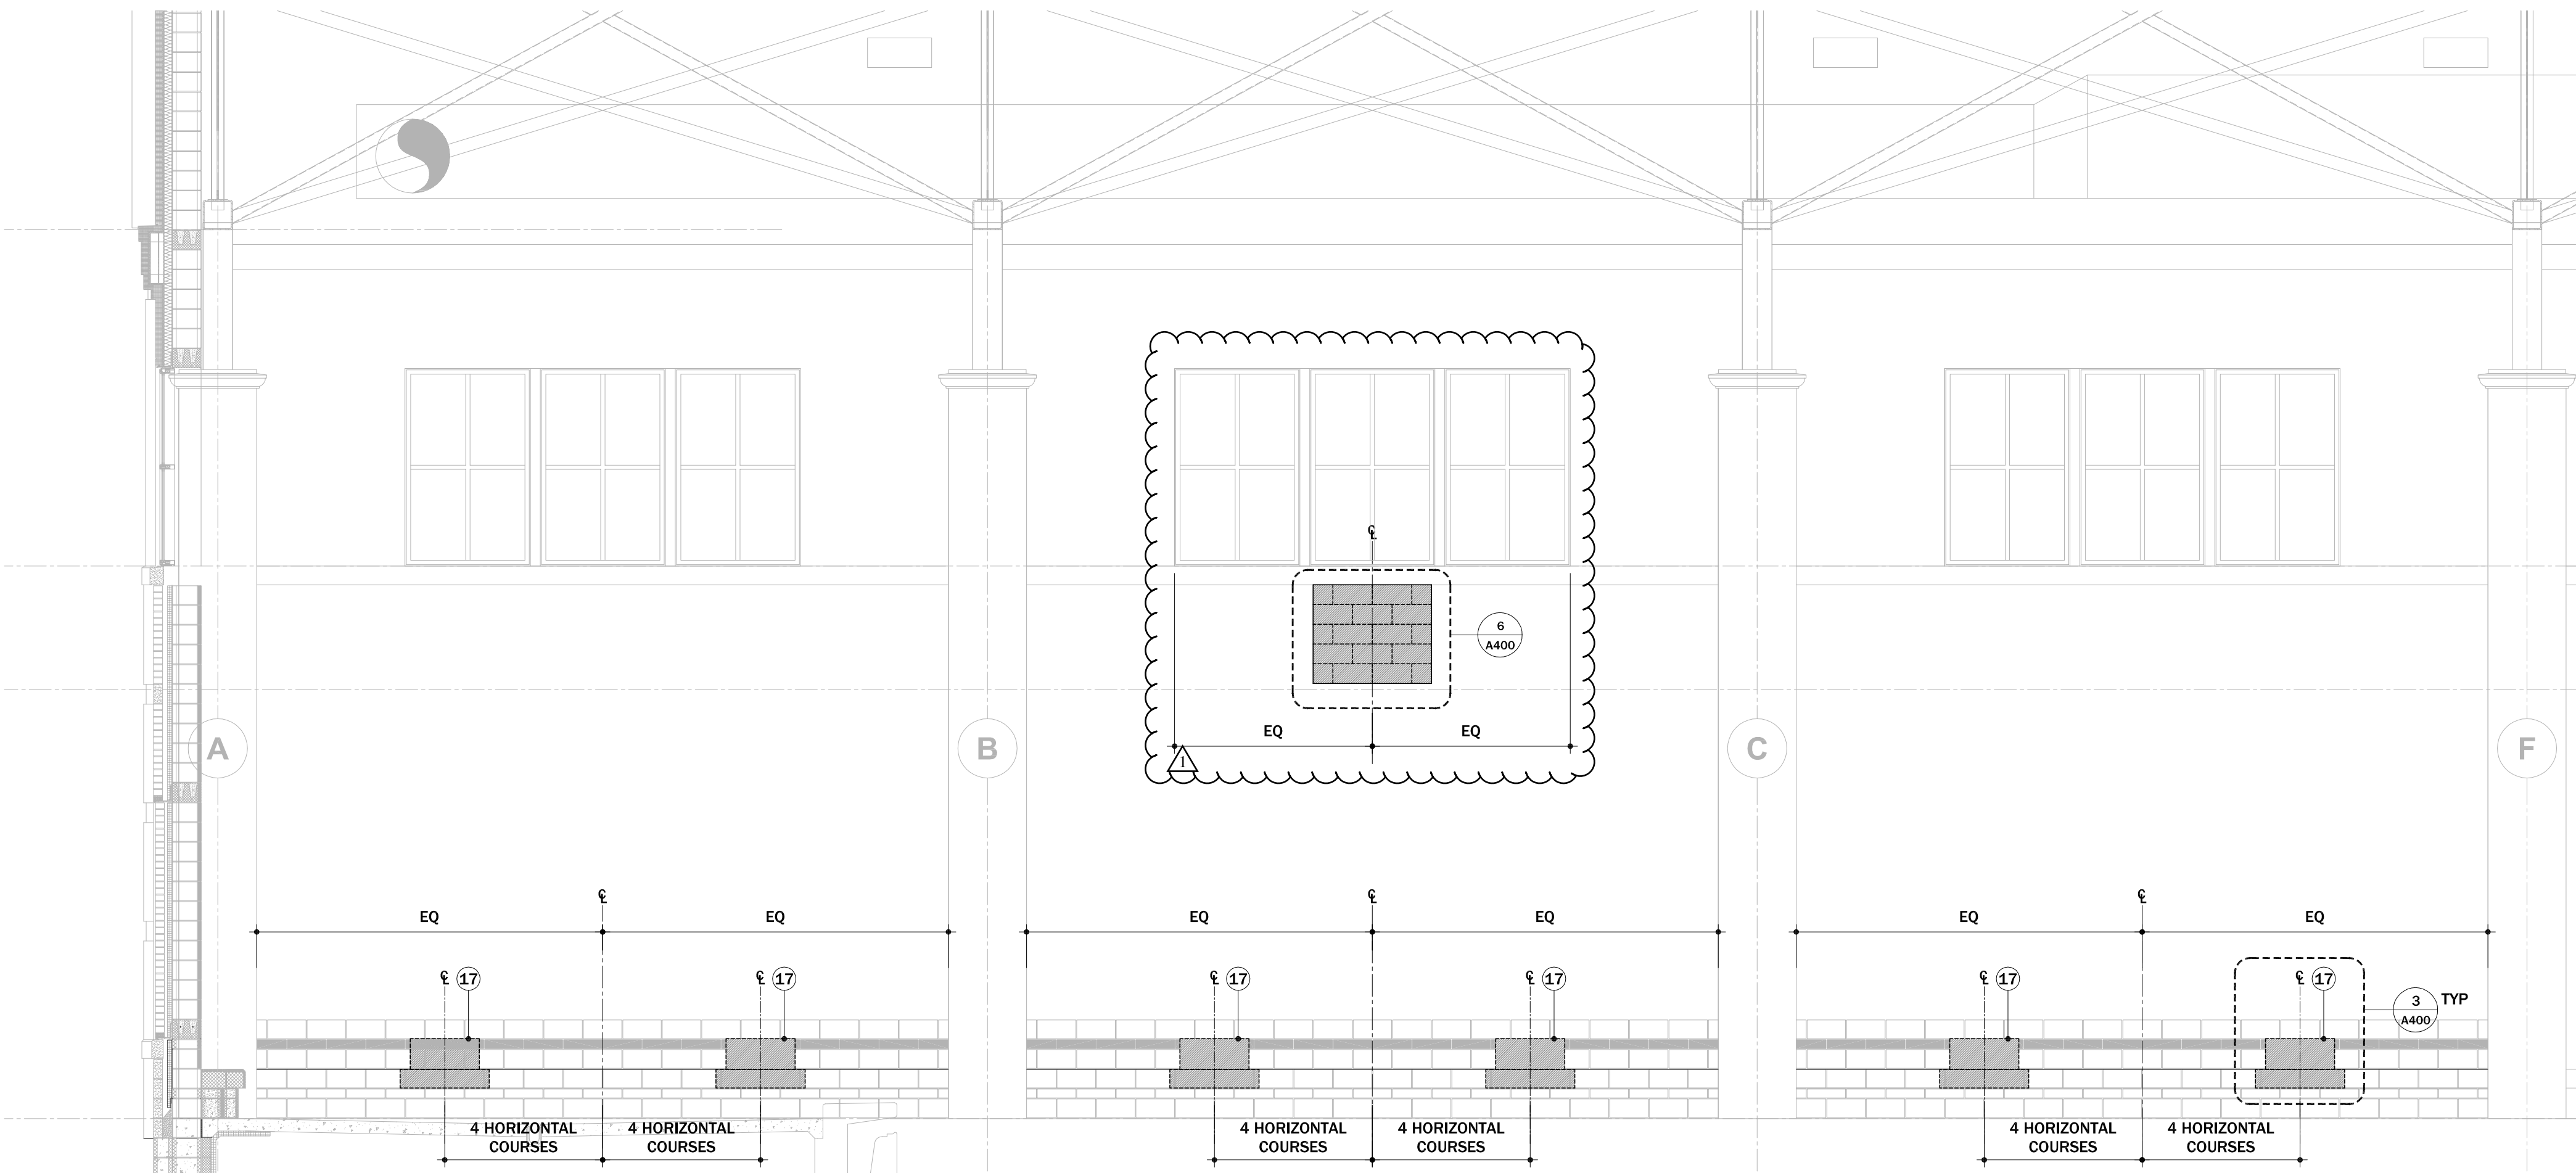 ℄
6
A400
EQ EQ
1
A B C F
℄ ℄ ℄
EQ EQ EQ EQ EQ EQ
℄ 17 ℄ 17 ℄ 17 ℄ 17 ℄ 17 ℄ 17
3 TYP
A400
4 HORIZONTAL 4 HORIZONTAL 4 HORIZONTAL 4 HORIZONTAL 4 HORIZONTAL 4 HORIZONTAL
COURSES COURSES COURSES COURSES COURSES COURSES